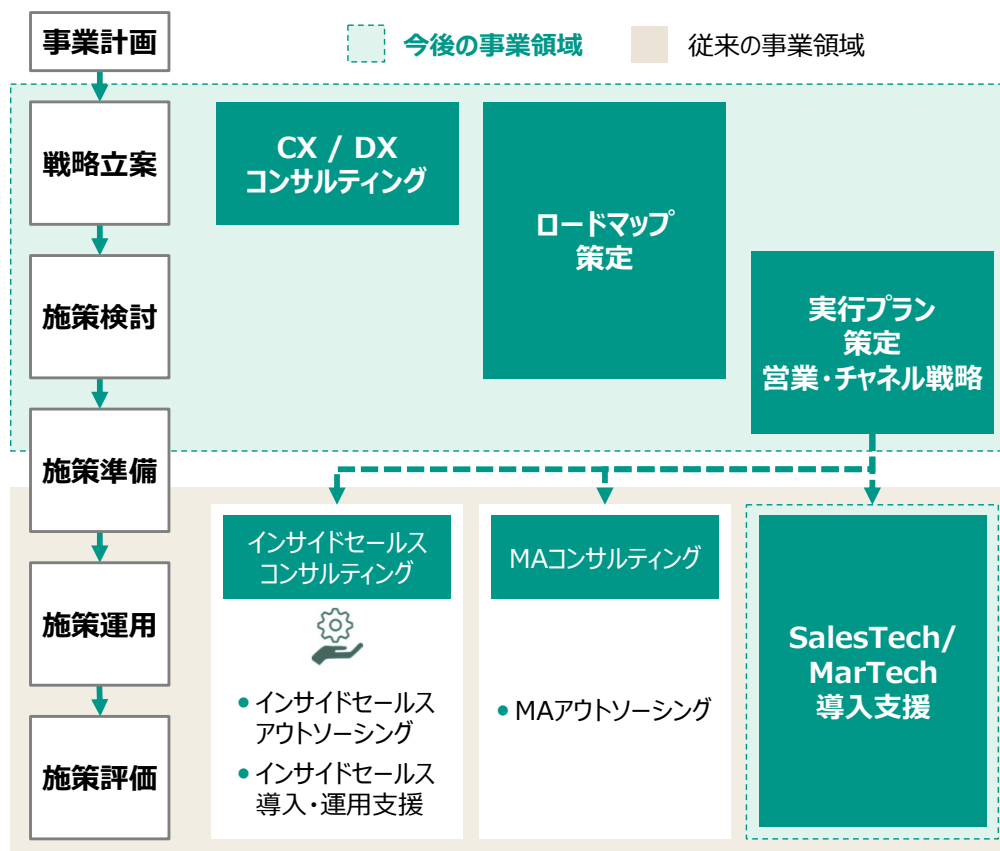 事業計画
今後の事業領域
従来の事業領域
戦略立案
CX / DX
コンサルティング
ロードマップ
策定
施策検討
実行プラン
策定
営業・チャネル戦略
施策準備
インサイドセールス
コンサルティング
MAコンサルティング
施策運用
SalesTech/
MarTech
導入支援
• インサイドセールス
アウトソーシング
• MAアウトソーシング
施策評価
• インサイドセールス
導入・運用支援